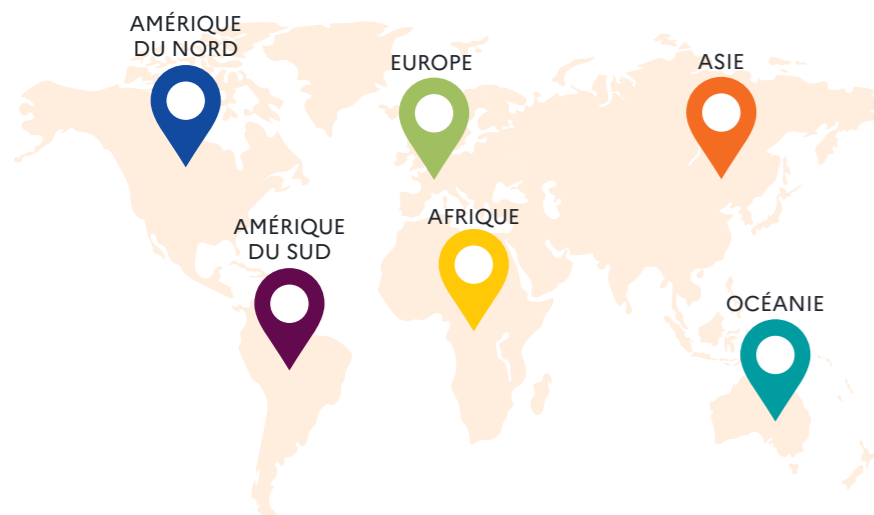 AMÉRIQUE
DU NORD
EUROPE
ASIE
AMÉRIQUE
DU SUD
AFRIQUE
OCÉANIE